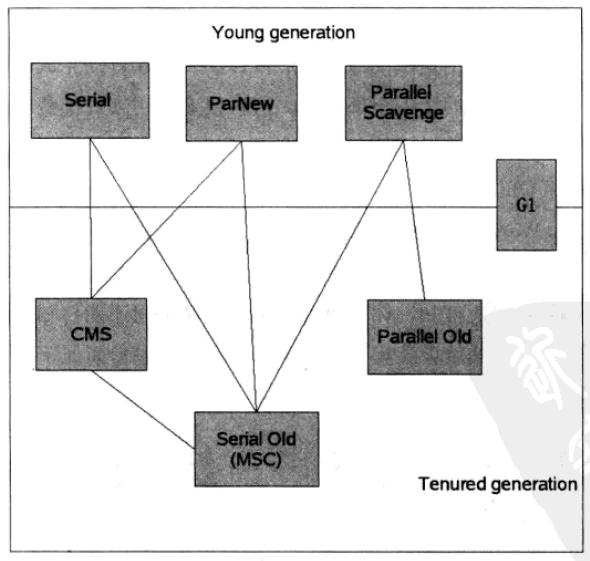 Young generation
Serial
ParNew
Parallel
Scavenge
G1
CMS
Parallel Old
Serial Old
(MSC)
Tenured generation